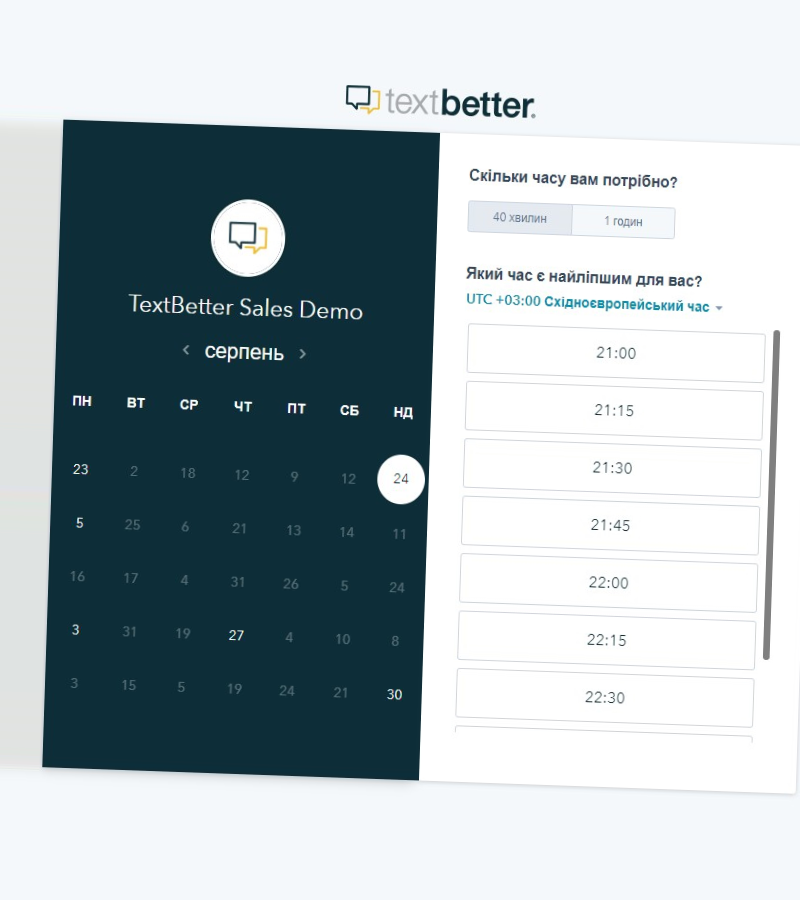 textbetter.
TextBetter Sales Demo
серпень
ПН ВТ СР ЧТ ПТ СБ НД
23 2 18 12 9 12 24
5 25 6 21 13 14 11
16 17 4 31 26 5 24
3 31 19 27 4 10 8
3 15 5 19 24 21 30
Скільки часу вам потрібно?
40 хвилин 1 годин
Який час є найліпшим для вас?
UTC +03:00 Східноєвропейський час
21:00
21:15
21:30
21:45
22:00
22:15
22:30